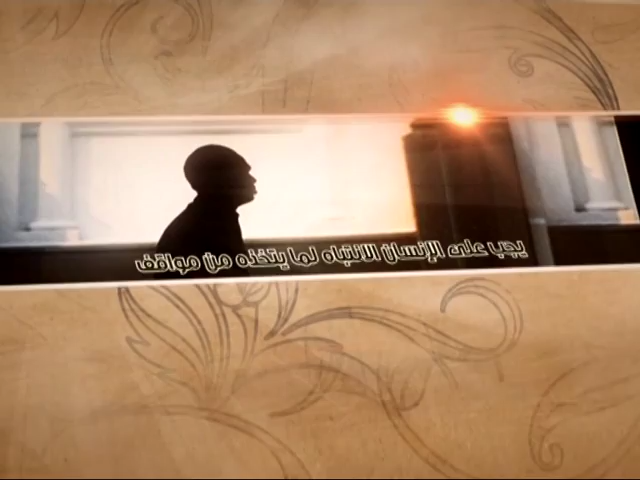 يجب على الإنسان الانتباه لما يتخذه من مواقف